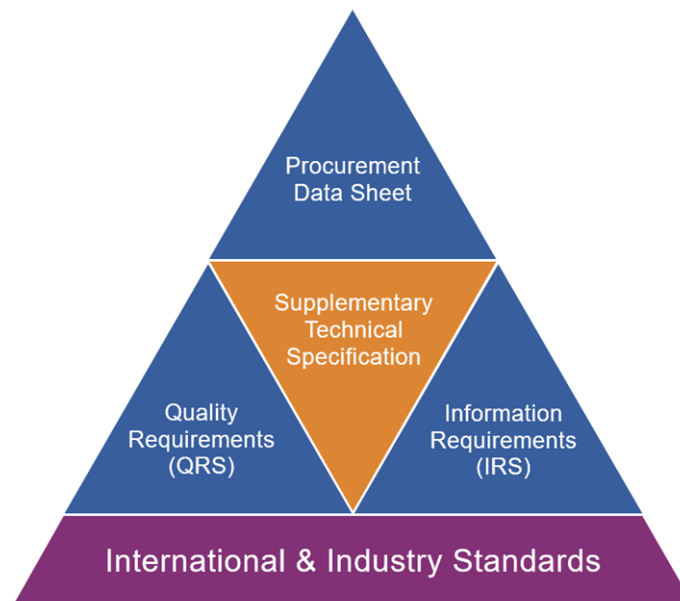 Procurement
Data Sheet
Supplementary
Technical
Specification
Quality
Requirements
(QRS)
Information
Requirements
(IRS)
International & Industry Standards